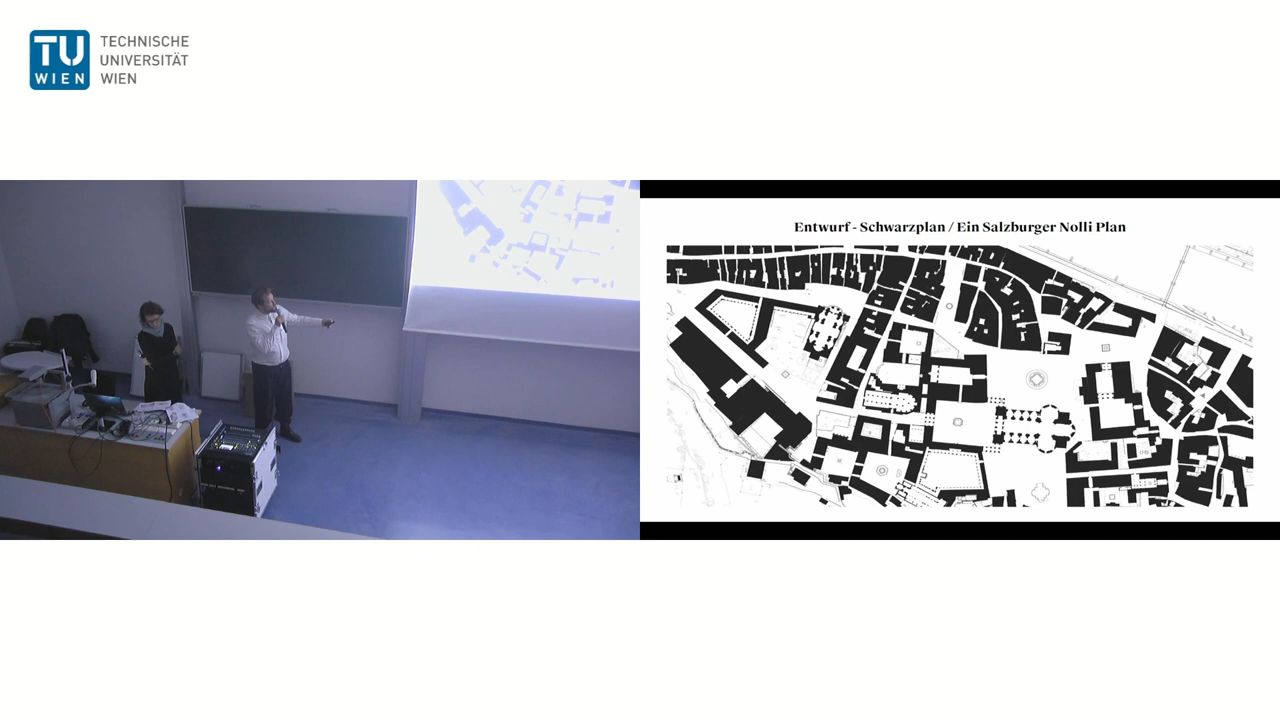 TU
WIEN
TECHNISCHE
UNIVERSITÄT
WIEN
Entwurf - Schwarzplan / Ein Salzburger Nolli Plan